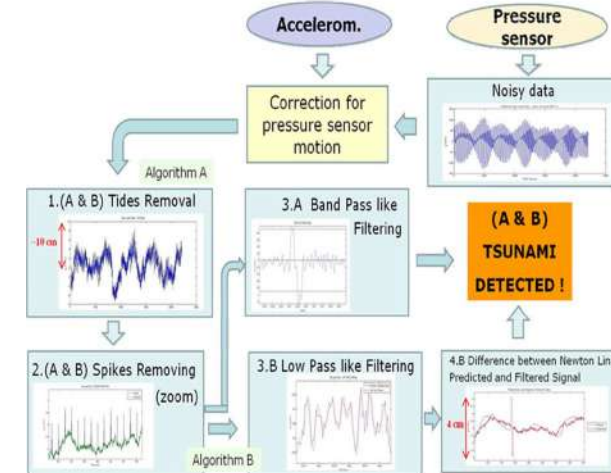 Accelerom.
Pressure
sensor
Noisy data
Correction for
pressure sensor
motion
Algorithm A
1.(A & B) Tides Removal
~10 cm
3.A Band Pass like
Filtering
(A & B)
TSUNAMI
DETECTED !
2.(A & B) Spikes Removing
(zoom)
Algorithm B
3.B Low Pass like Filtering
4.B Difference between Newton Lin
Predicted and Filtered Signal
4 cm